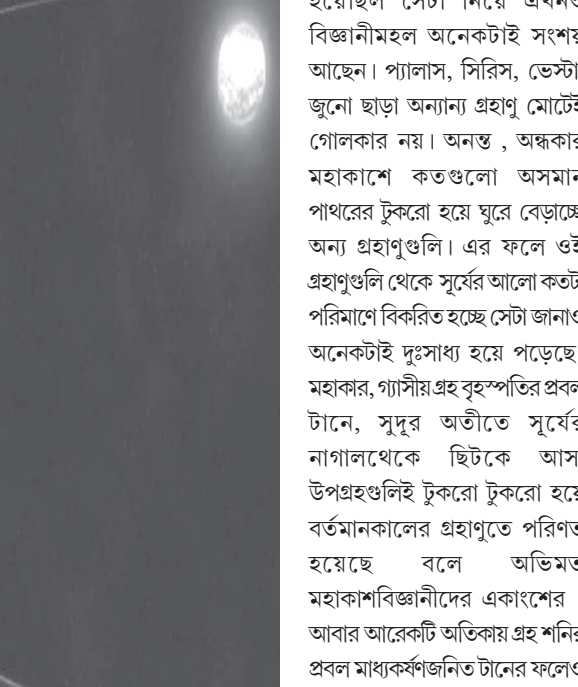 বিজ্ঞানীমহল অনেকটাই সংশয়
আছেন। প্যালাস, সিরিস, ভেস্টা
জুনো ছাড়া অন্যান্য গ্রহাণু মোটেই
গোলকার নয়। অনন্ত , অন্ধকার
মহাকাশে কতগুলো অসমান
পাথরের টুকরো হয়ে ঘুরে বেড়াচ্ছে
অন্য গ্রহাণুগুলি। এর ফলে ওই
গ্রহাণুগুলি থেকে সূর্যের আলো কতট
পরিমাণে বিকরিত হচ্ছে সেটা জানাও
অনেকটাই দুঃসাধ্য হয়ে পড়েছে
মহাকার, গ্যাসীয় গ্রহ বৃহস্পতির প্রবল
টানে, সুদূর অতীতে সূর্যের
নাগালথেকে ছিটকে আস
উপগ্রহগুলিই টুকরো টুকরো হয়ে
বর্তমানকালের গ্রহাণুতে পরিণত
হয়েছে বলে অভিমত
মহাকাশবিজ্ঞানীদের একাংশের
আবার আরেকটি অতিকায় গ্রহ শনির
প্রবল মাধ্যকর্ষণজনিত টানের ফলেও